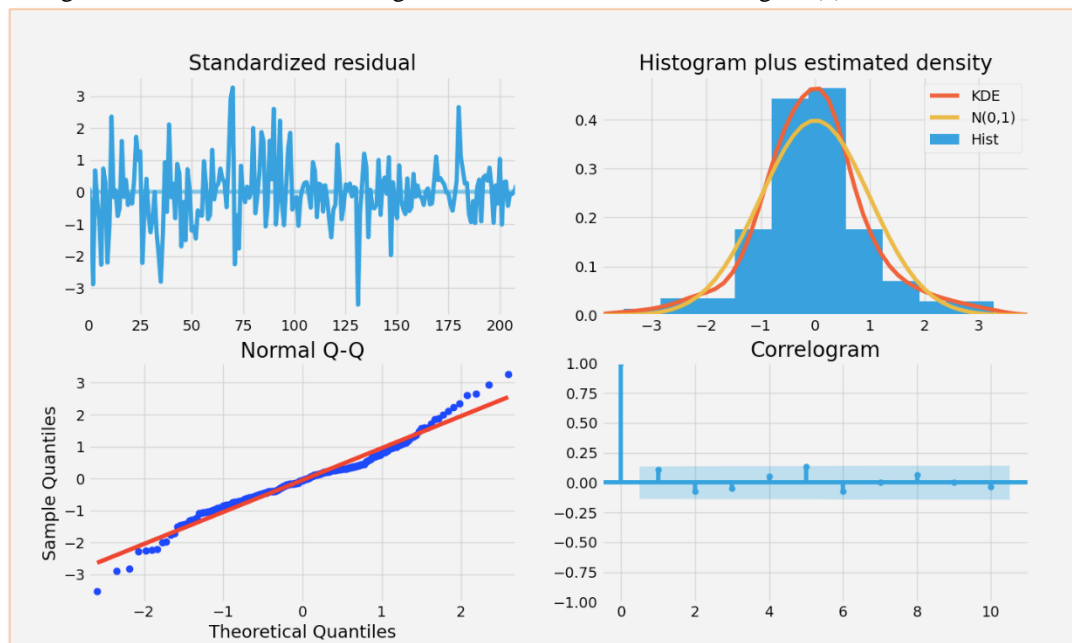 Standardized residual
3
2
1
0
−1
−2
−3
0 25 50 75 100 125 150 175 200
Histogram plus estimated density
KDE
N(0,1)
Hist
0.4
0.3
0.2
0.1
0.0
−3 −2 −1 0 1 2 3
Normal Q-Q
Sample Quantiles
3
2
1
0
−1
−2
−3
−2 −1 0 1 2
Theoretical Quantiles
Correlogram
1.00
0.75
0.50
0.25
0.00
−0.25
−0.50
−0.75
−1.00
0 2 4 6 8 10